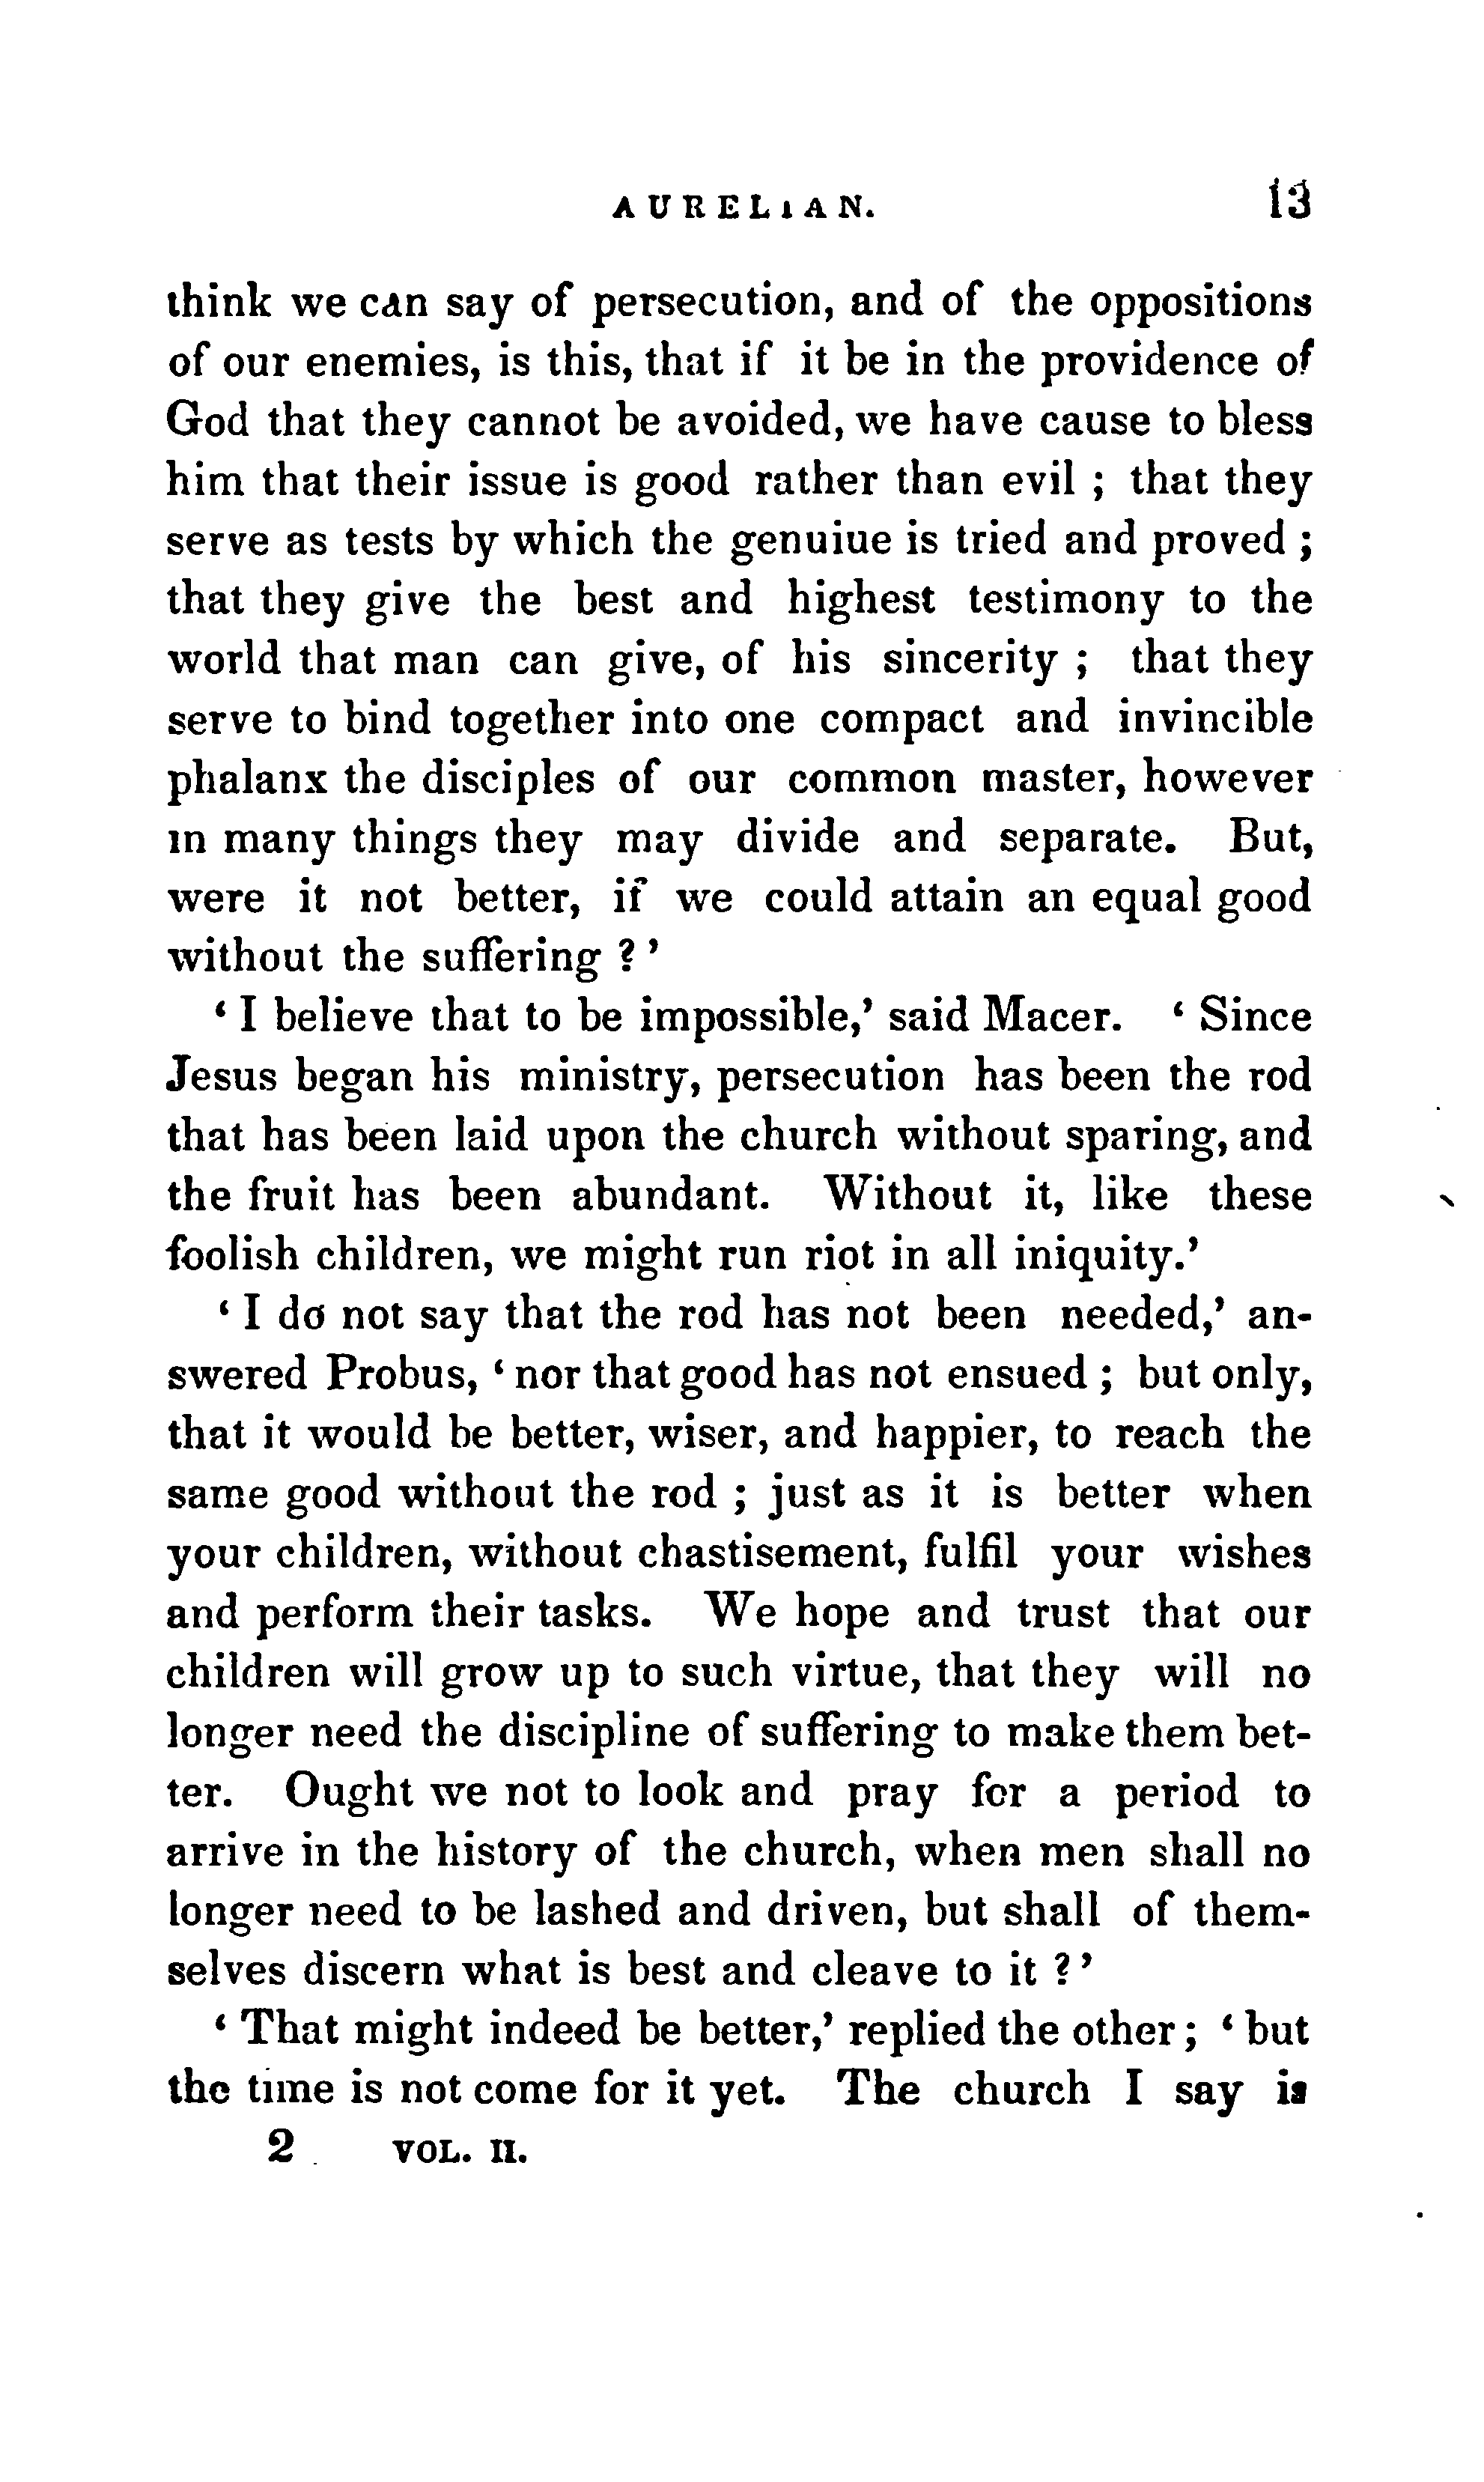 AURELIAN. 13
think we can say of persecution, and of the oppositions
of our enemies, is this, that if it be in the providence of
God that they cannot be avoided, we have cause to bless
him that their issue is good rather than evil ; that they
serve as tests by which the genuiue is tried and proved ;
that they give the best and highest testimony to the
world that man can give, of his sincerity ; that they
serve to bind together into one compact and invincible
phalanx the disciples of our common master, however
in many things they may divide and separate. But,
were it not better, if we could attain an equal good
without the suffering ? ’
‘ I believe that to be impossible,’ said Macer. ‘ Since
Jesus began his ministry, persecution has been the rod
that has been laid upon the church without sparing, and
the fruit has been abundant. Without it, like these
foolish children, we might run riot in all iniquity.’
‘ I do not say that the rod has not been needed,’ an-
swered Probus, ‘ nor that good has not ensued ; but only,
that it would be better, wiser, and happier, to reach the
same good without the rod ; just as it is better when
your children, without chastisement, fulfil your wishes
and perform their tasks. We hope and trust that our
children will grow up to such virtue, that they will no
longer need the discipline of suffering to make them bet-
ter. Ought we not to look and pray for a period to
arrive in the history of the church, when men shall no
longer need to be lashed and driven, but shall of them-
selves discern what is best and cleave to it ? ’
‘ That might indeed be better,’ replied the other ; ‘ but
the time is not come for it yet. The church I say is
2 VOL. II.